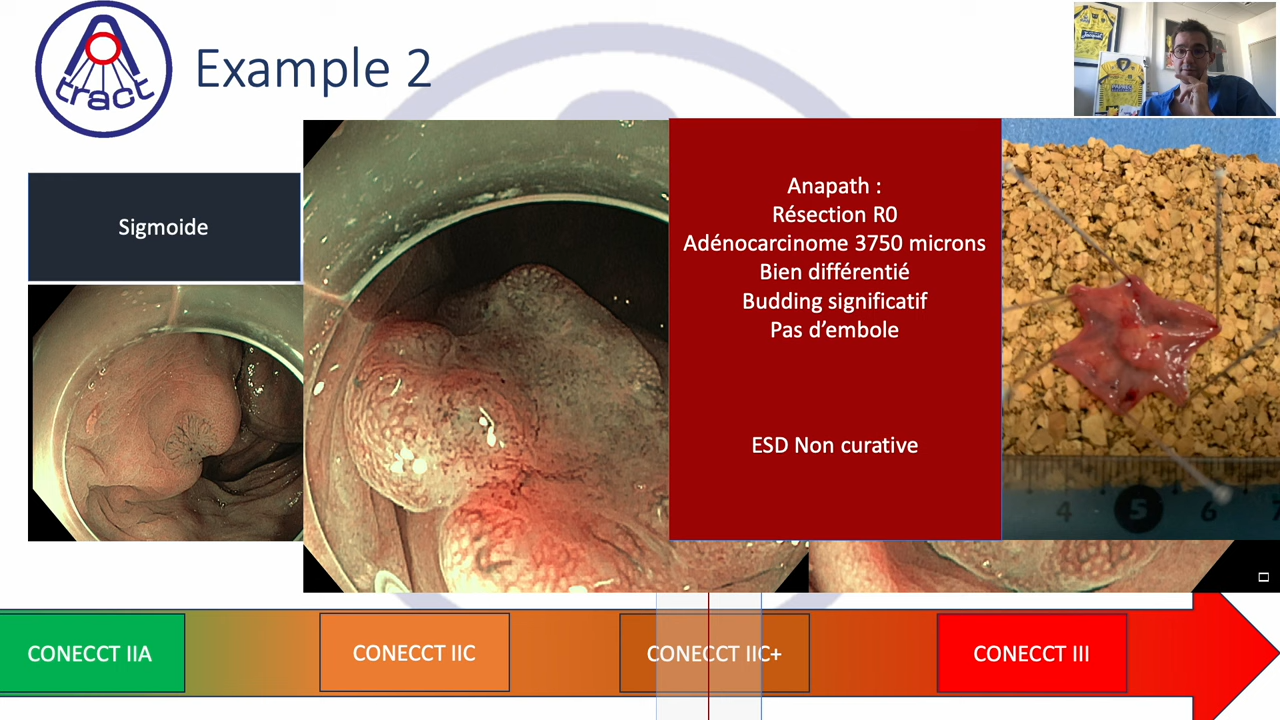 tract
Example 2
Sigmoide
Anapath :
Résection R0
Adénocarcinome 3750 microns
Bien différentié
Budding significatif
Pas d’embole
ESD Non curative
4 5 6
CONECCT IIA
CONECCT IIC
CONECCT IIC+
CONECCT III